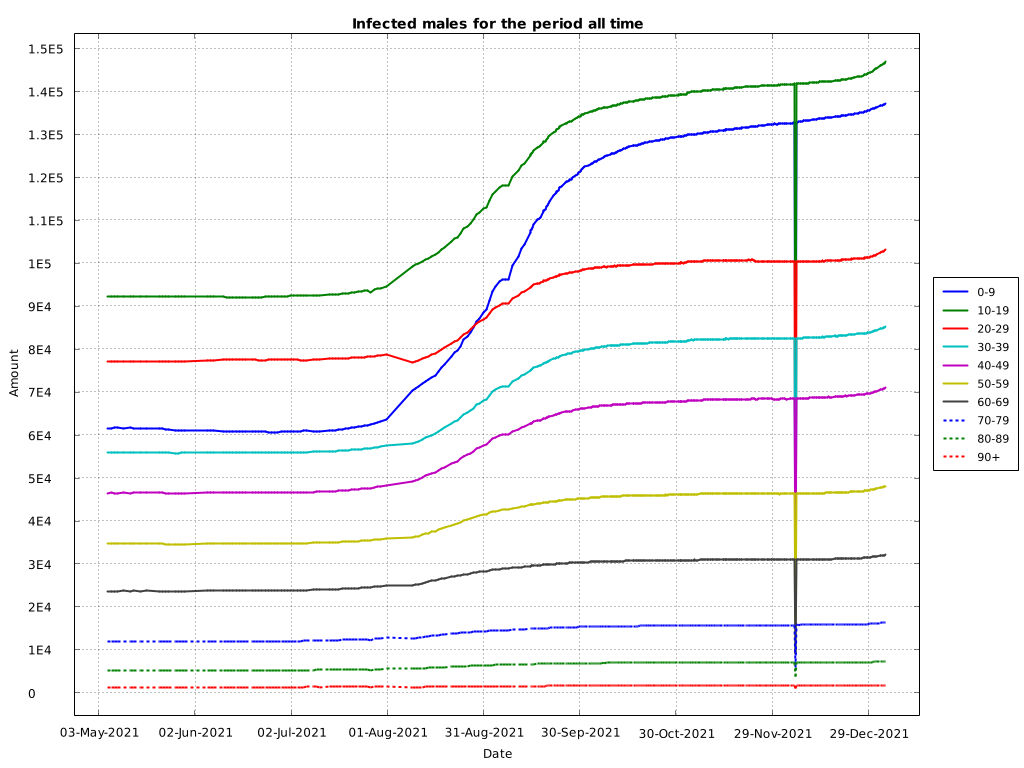 Infected males for the period all time
1.5E5
1.4E5
1.3E5
1.2E5
1.1E5
1E5
9E4
8E4
7E4
6E4
5E4
4E4
3E4
2E4
1E4
0
Amount
03-May-2021 02-Jun-2021 02-Jul-2021 01-Aug-2021 31-Aug-2021 30-Sep-2021 30-Oct-2021 29-Nov-2021 29-Dec-2021
Date
0-9
10-19
20-29
30-39
40-49
50-59
60-69
70-79
80-89
90+